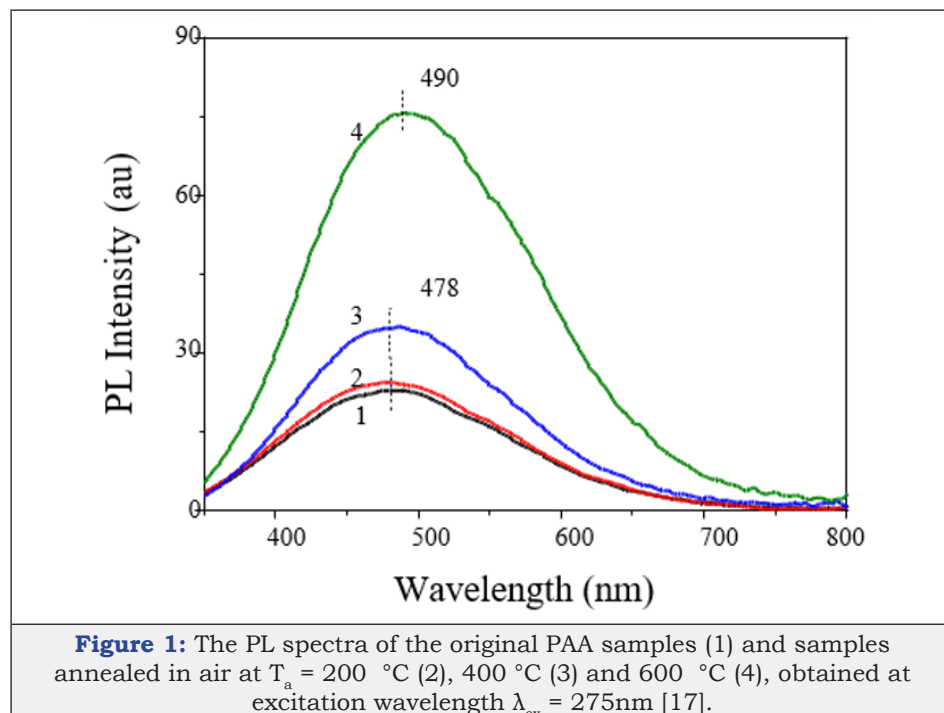 90
490
4
60
PL Intensity (au)
478
3
30
2
1
0
400 500 600 700 800
Wavelength (nm)
Figure 1: The PL spectra of the original PAA samples (1) and samples
annealed in air at Tₐ = 200 °C (2), 400 °C (3) and 600 °C (4), obtained at
excitation wavelength λₑₓ = 275nm [17].